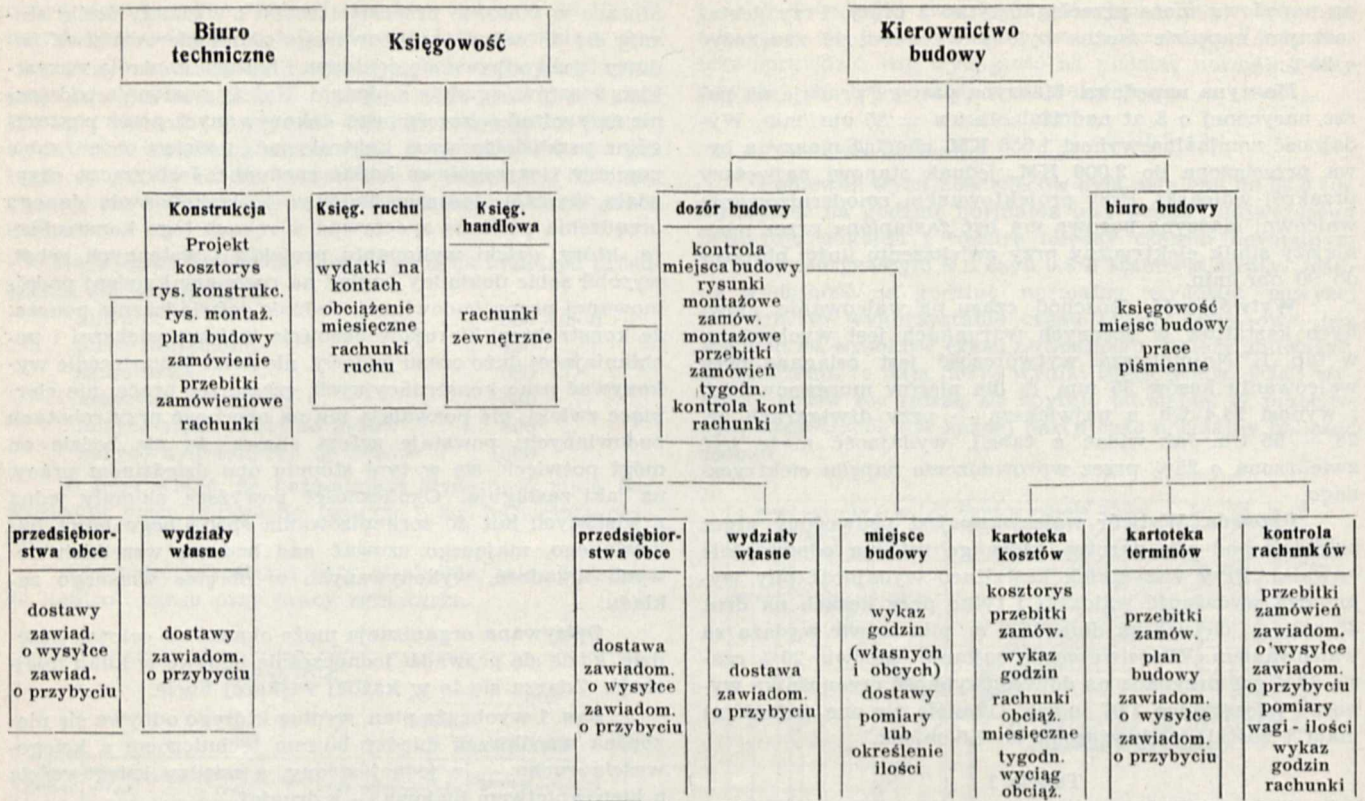 Biuro
techniczne
Księgowość
Kierownictwo
budowy
Konstrukcja
Projekt
kosztorys
rys. konstrukc.
rys. montaż.
plan budowy
zamówienie
przebitki
zamówieniowe
rachunki
Księg. ruchu
wydatki na
kontach
obciążenie
miesięczne
rachunki
ruchu
Księg.
handlowa
rachunki
zewnętrzne
dozór budowy
kontrola
miejsca budowy
rysunki
montażowe
zamów.
montażowe
przebitki
zamówień
tygodn.
kontrola kont
rachunki
biuro budowy
księgowość
miejsc budowy
prace
piśmienne
przedsiębior-
stwa obce
dostawy
zawiad.
o wysyłce
zawiad.
o przybyciu
wydziały
własne
dostawy
zawiadom.
o przybyciu
przedsiębior-
stwa obce
dostawa
zawiadom.
o wysyłce
zawiadom.
o przybyciu
wydziały
własne
zawiadom.
o przybyciu
miejsce
budowy
wykaz
godzin
(własnych
i obcych)
dostawy
pomiary
lub
określenie
ilości
kartoteka
kosztów
kosztorys
przebitki
zamów.
wykaz
godzin
rachunki
obciąż.
miesięczne
tygodn.
wyciąg
obciąż.
kartoteka
terminów
przebitki
zamów.
plan
budowy
zawiadom.
o wysyłce
zawiadom.
o przybyciu
kontrola
rachnnków
przebitki
zamówień
zawiadom.
o wysyłce
zwiadom.
o przybyciu
pomiary
wagi i ilości
wykaz
godzin
rachunki